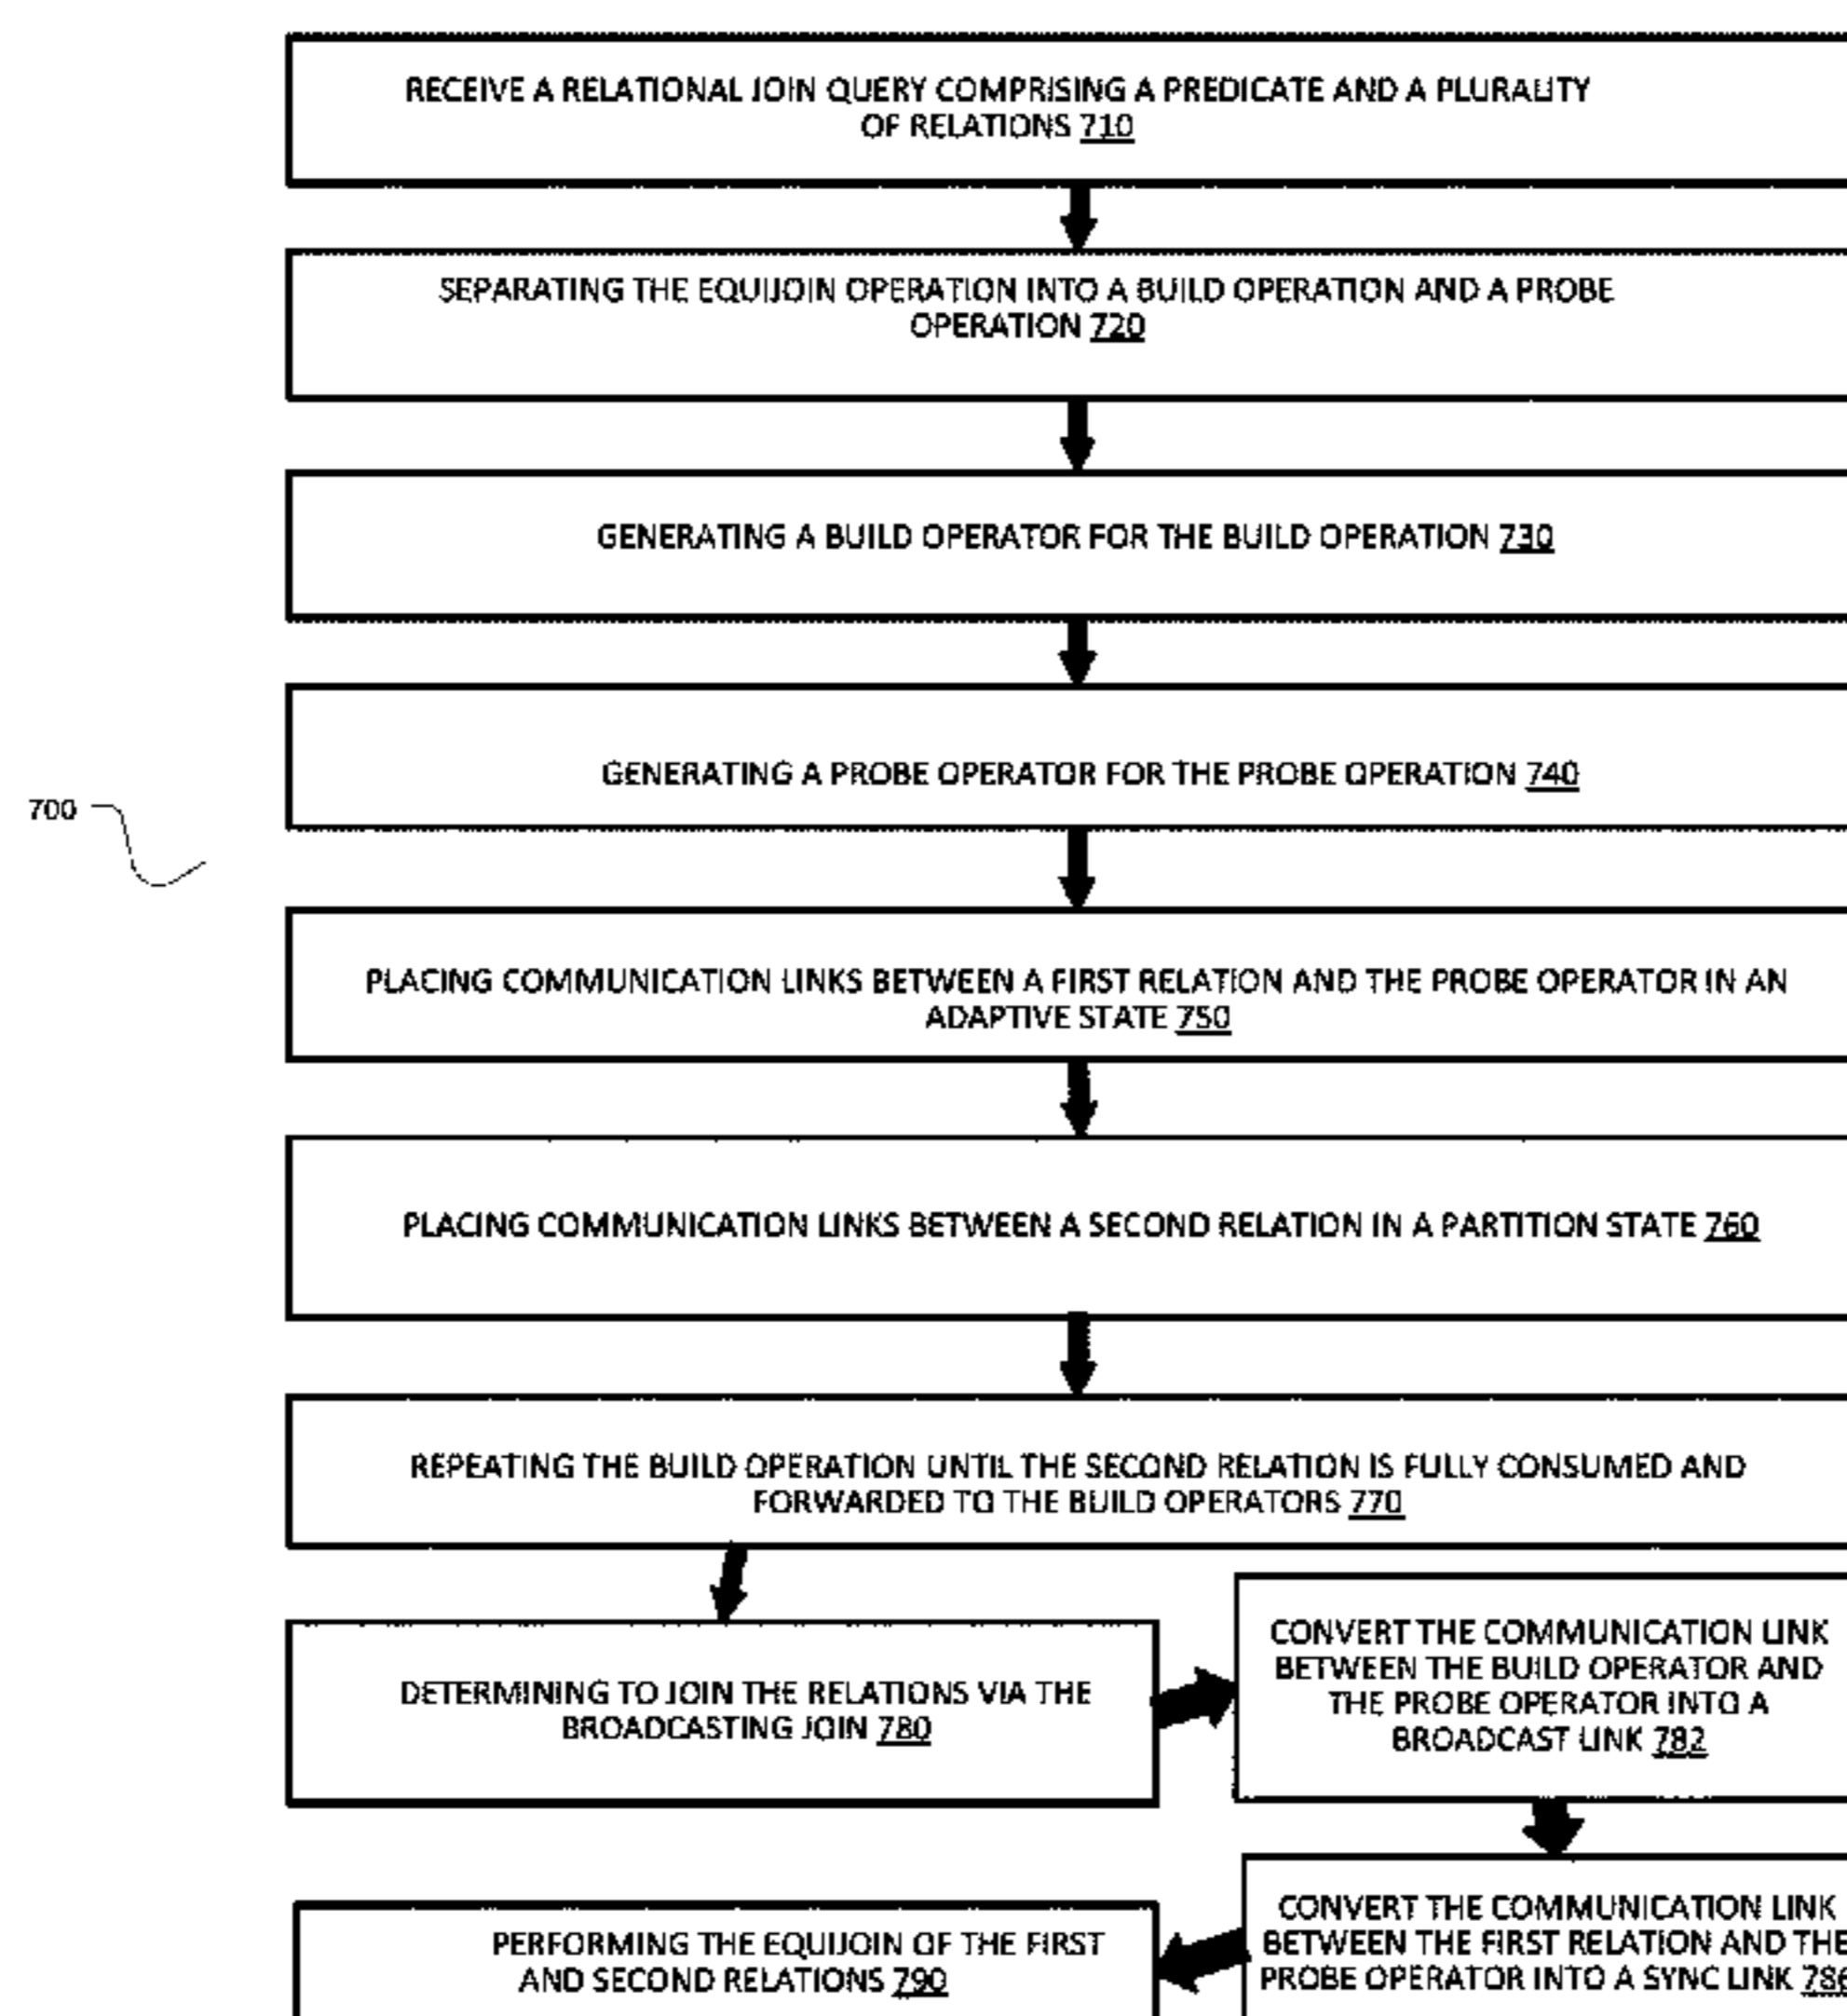 RECEIVE A RELATIONAL JOIN QUERY COMPRISING A PREDICATE AND A PLURALITY
OF RELATIONS 710
SEPARATING THE EQUIJOIN OPERATION INTO A BUILD OPERATION AND A PROBE
OPERATION 720
GENERATING A BUILD OPERATOR FOR THE BUILD OPERATION 730
GENERATING A PROBE OPERATOR FOR THE PROBE OPERATION 740
700
PLACING COMMUNICATION LINKS BETWEEN A FIRST RELATION AND THE PROBE OPERATOR IN AN
ADAPTIVE STATE 750
PLACING COMMUNICATION LINKS BETWEEN A SECOND RELATION IN A PARTITION STATE 760
REPEATING THE BUILD OPERATION UNTIL THE SECOND RELATION IS FULLY CONSUMED AND
FORWARDED TO THE BUILD OPERATORS 770
DETERMINING TO JOIN THE RELATIONS VIA THE
BROADCASTING JOIN 780
CONVERT THE COMMUNICATION LINK
BETWEEN THE BUILD OPERATOR AND
THE PROBE OPERATOR INTO A
BROADCAST LINK 782
CONVERT THE COMMUNICATION LINK
BETWEEN THE FIRST RELATION AND THE
PROBE OPERATOR INTO A SYNC LINK 786
PERFORMING THE EQUIJOIN OF THE FIRST
AND SECOND RELATIONS 790